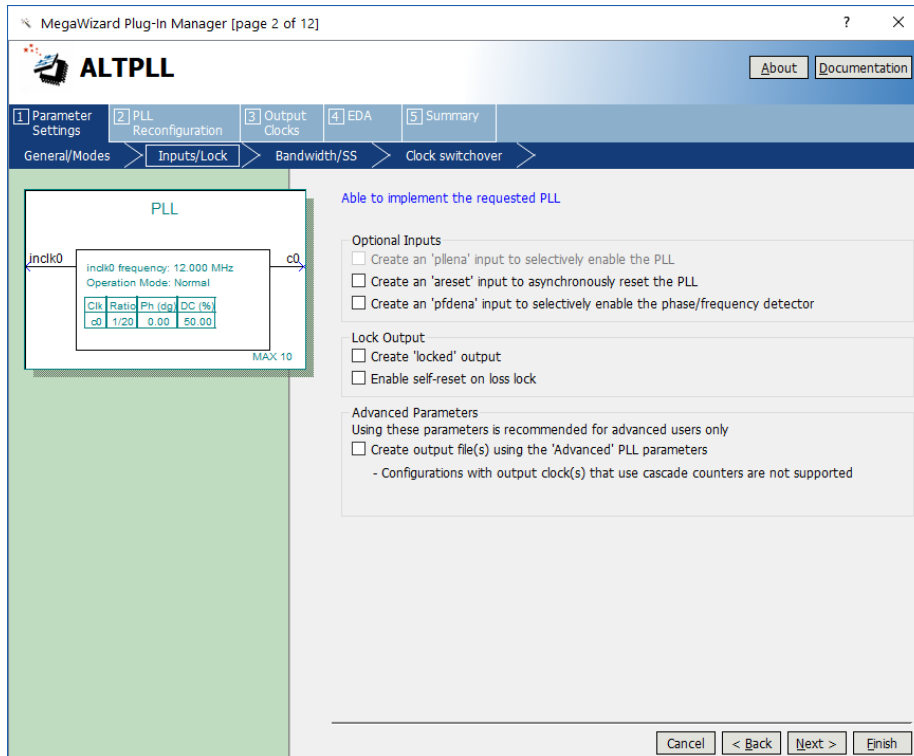 MegaWizard Plug-In Manager [page 2 of 12]
? ×
ALTPLL
About Documentation
1 Parameter Settings
2 PLL Reconfiguration
3 Output Clocks
4 EDA
5 Summary
General/Modes Inputs/Lock Bandwidth/SS Clock switchover
PLL
inclk0
c0
inclk0 frequency: 12.000 MHz
Operation Mode: Normal
Clk Ratio Ph (dg) DC (%)
c0 1/20 0.00 50.00
MAX 10
Able to implement the requested PLL
Optional Inputs
Create an 'pllena' input to selectively enable the PLL
Create an 'areset' input to asynchronously reset the PLL
Create an 'pfdena' input to selectively enable the phase/frequency detector
Lock Output
Create 'locked' output
Enable self-reset on loss lock
Advanced Parameters
Using these parameters is recommended for advanced users only
Create output file(s) using the 'Advanced' PLL parameters
- Configurations with output clock(s) that use cascade counters are not supported
Cancel < Back Next > Finish